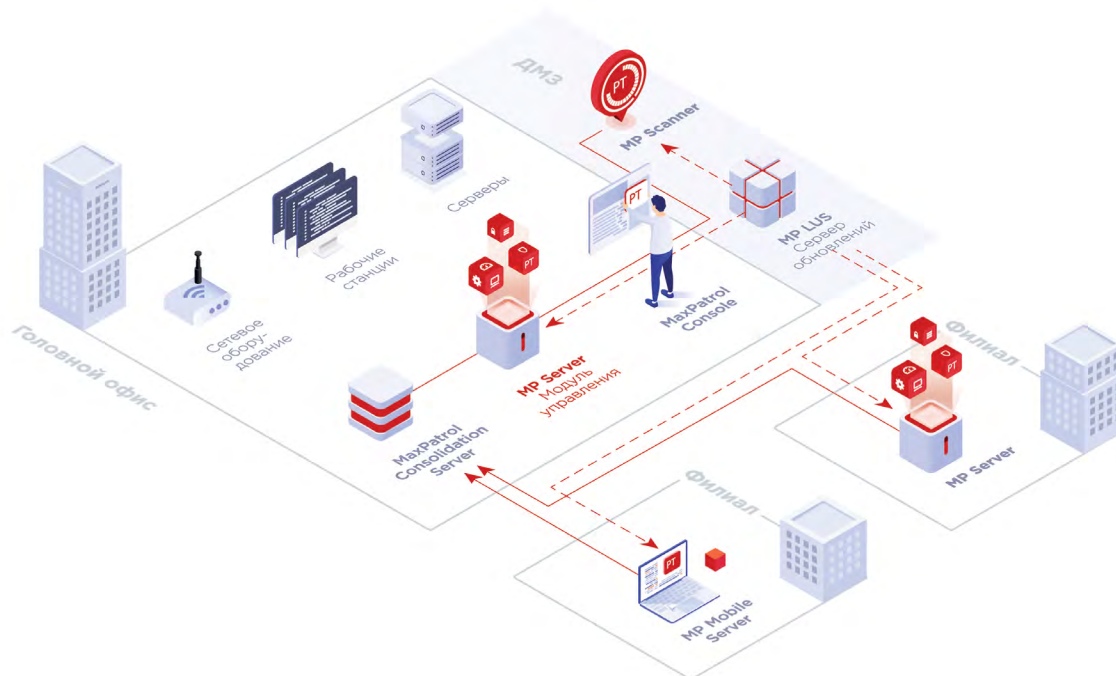 ДМЗ
PT
MP Scanner
Серверы
PT
MP LUS
Сервер
обновлений
Рабочие
станции
PT
MaxPatrol
Console
Головной офис
Сетевое
обору-
дование
MP Server
Модуль
управления
Филиал
PT
MaxPatrol
Consolidation
Server
MP Server
Филиал
PT
MP Mobile
Server